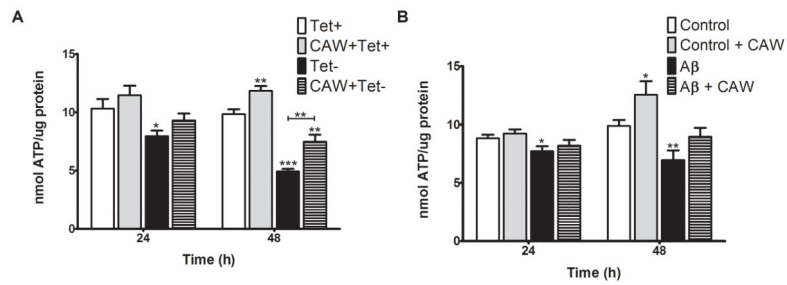 A
Tet+
CAW+Tet+
Tet-
CAW+Tet-
nmol ATP/ug protein
15
10
5
0
*
**
**
***
**
24
48
Time (h)
B
Control
Control + CAW
Aβ
Aβ + CAW
nmol ATP/ug protein
15
10
5
0
*
*
**
24
48
Time (h)